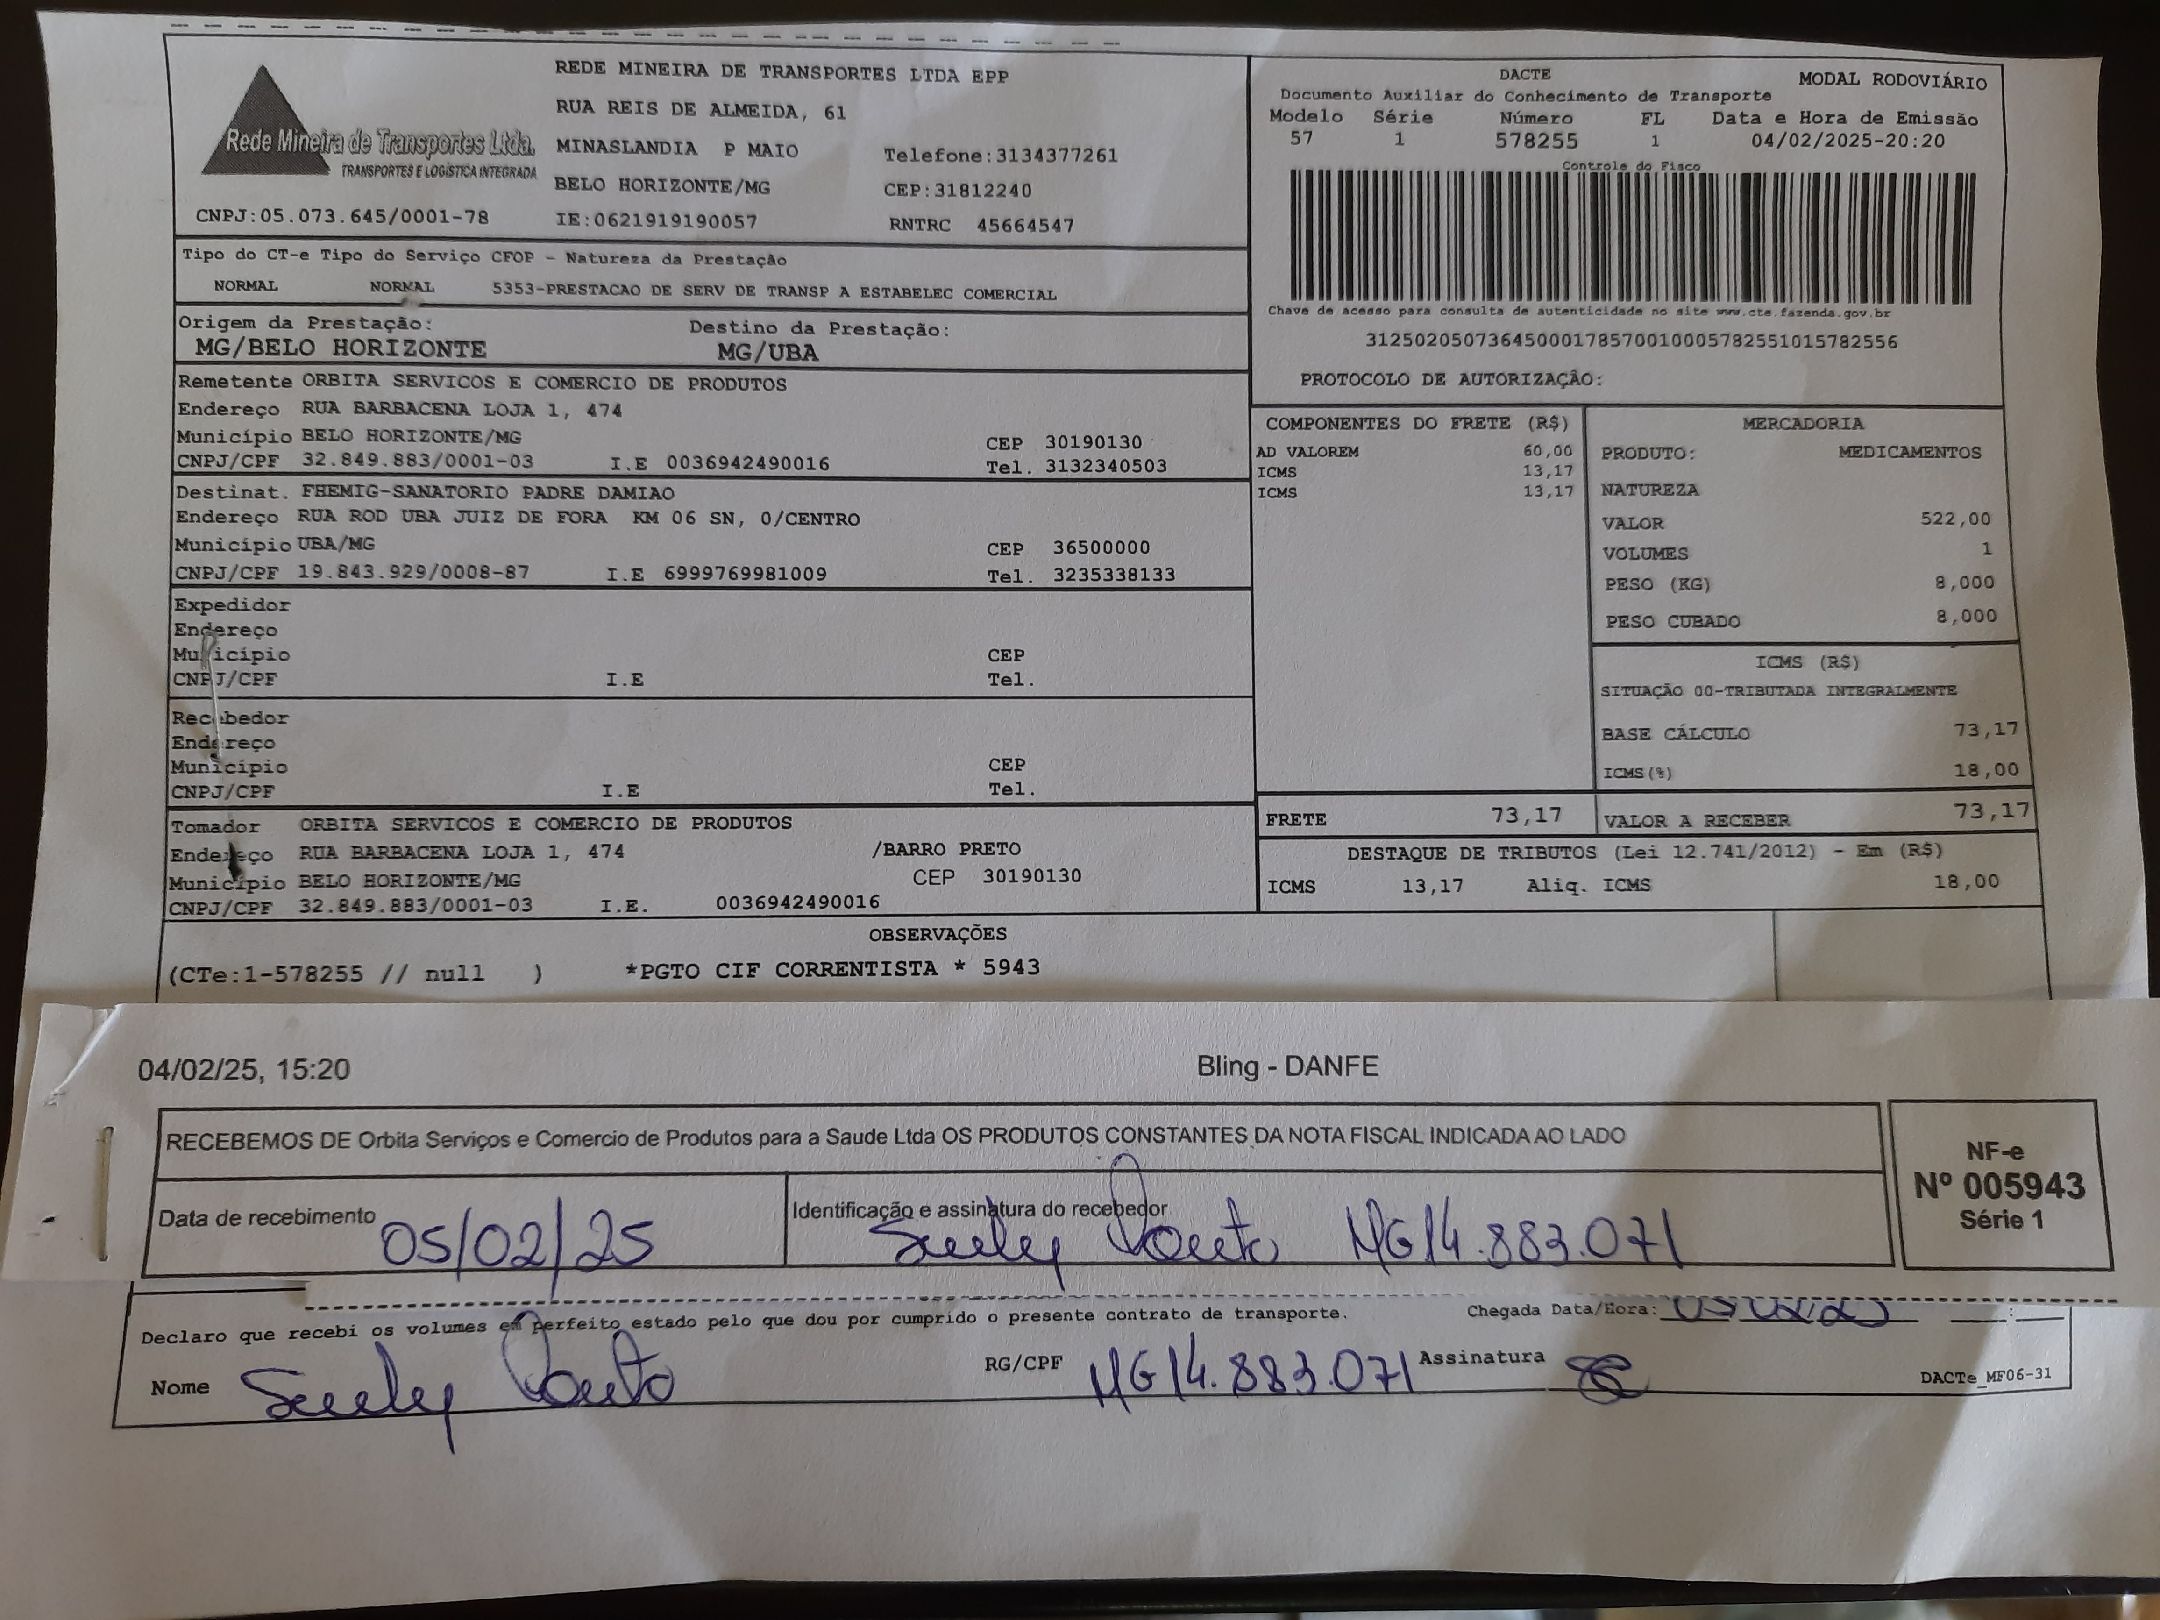 REDE MINEIRA DE TRANSPORTES LTDA EPP
RUA REIS DE ALMEIDA, 61
Rede Mineira de Transportes Ltda.
TRANSPORTES E LOGÍSTICA INTEGRADA
MINASLANDIA P MAIO Telefone:3134377261
BELO HORIZONTE/MG CEP:31812240
CNPJ:05.073.645/0001-78 IE:0621919190057 RNTRC 45664547
DACTE MODAL RODOVIÁRIO
Documento Auxiliar do Conhecimento de Transporte
Modelo Série Número FL Data e Hora de Emissão
57 1 578255 1 04/02/2025-20:20
Controle do Fisco
Chave de acesso para consulta de autenticidade no site www.cte.fazenda.gov.br
31250205073645000178570010005782551015782556
PROTOCOLO DE AUTORIZAÇÃO:
Tipo do CT-e Tipo do Serviço CFOP - Natureza da Prestação
NORMAL NORMAL 5353-PRESTACAO DE SERV DE TRANSP A ESTABELEC COMERCIAL
Origem da Prestação: Destino da Prestação:
MG/BELO HORIZONTE MG/UBA
Remetente ORBITA SERVICOS E COMERCIO DE PRODUTOS
Endereço RUA BARBACENA LOJA 1, 474
Município BELO HORIZONTE/MG CEP 30190130
CNPJ/CPF 32.849.883/0001-03 I.E 0036942490016 Tel. 3132340503
Destinat. FHEMIG-SANATORIO PADRE DAMIAO
Endereço RUA ROD UBA JUIZ DE FORA KM 06 SN, 0/CENTRO
Município UBA/MG CEP 36500000
CNPJ/CPF 19.843.929/0008-87 I.E 6999769981009 Tel. 3235338133
Expedidor
Endereço
Município CEP
CNPJ/CPF I.E Tel.
Recebedor
Endereço
Município CEP
CNPJ/CPF I.E Tel.
Tomador ORBITA SERVICOS E COMERCIO DE PRODUTOS
Endereço RUA BARBACENA LOJA 1, 474 /BARRO PRETO
Município BELO HORIZONTE/MG CEP 30190130
CNPJ/CPF 32.849.883/0001-03 I.E. 0036942490016
COMPONENTES DO FRETE (R$)
AD VALOREM 60,00
ICMS 13,17
ICMS 13,17
MERCADORIA
PRODUTO: MEDICAMENTOS
NATUREZA
VALOR 522,00
VOLUMES 1
PESO (KG) 8,000
PESO CUBADO 8,000
ICMS (R$)
SITUAÇÃO 00-TRIBUTADA INTEGRALMENTE
BASE CÁLCULO 73,17
ICMS(%) 18,00
FRETE 73,17 VALOR A RECEBER 73,17
DESTAQUE DE TRIBUTOS (Lei 12.741/2012) - Em (R$)
ICMS 13,17 Aliq. ICMS 18,00
OBSERVAÇÕES
(CTe:1-578255 // null ) *PGTO CIF CORRENTISTA * 5943
04/02/25, 15:20 Bling - DANFE
RECEBEMOS DE Orbita Serviços e Comercio de Produtos para a Saude Ltda OS PRODUTOS CONSTANTES DA NOTA FISCAL INDICADA AO LADO
Data de recebimento 05/02/25 Identificação e assinatura do recebedor Suely Couto MG14.883.071
NF-e
Nº 005943
Série 1
Declaro que recebi os volumes em perfeito estado pelo que dou por cumprido o presente contrato de transporte. Chegada Data/Hora: 05/02/25 __:__
Nome Suely Couto RG/CPF MG14.883.071 Assinatura
DACTe_MF06-31